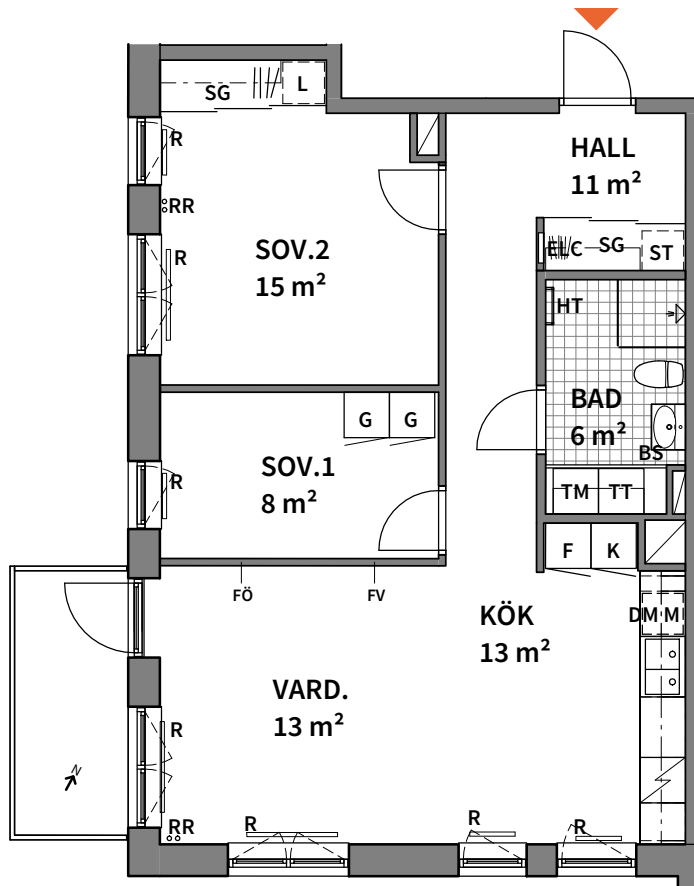 SG
L
R
HALL
11 m²
RR
SOV.2
15 m²
R
ELC
SG
ST
HT
BAD
6 m²
G
G
BS
SOV.1
8 m²
R
TM
TT
F
K
FÖ
FV
KÖK
13 m²
DM
M
VARD.
13 m²
R
N
RR
R
R
R